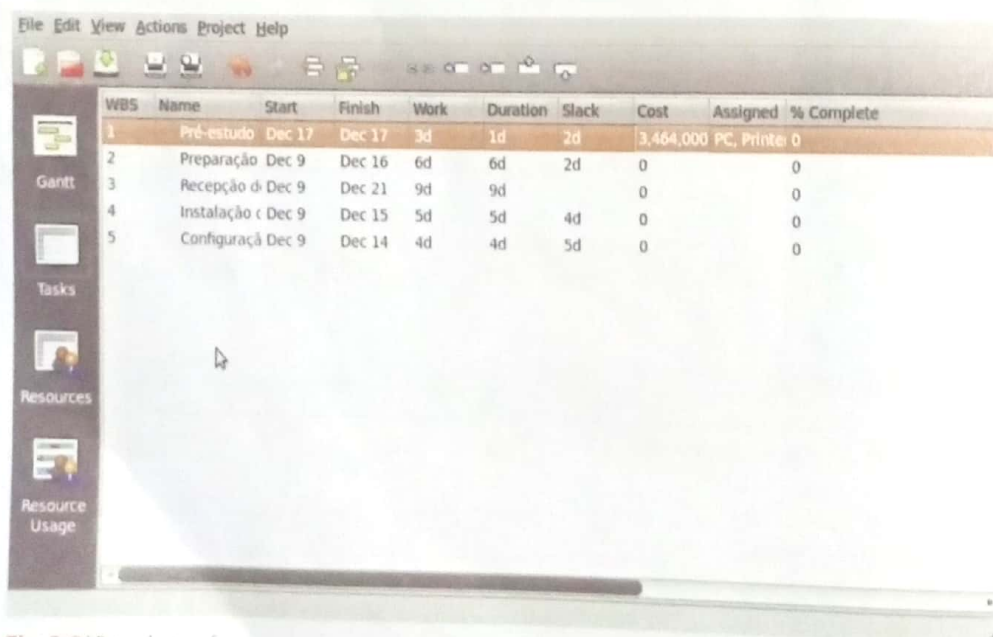 File Edit View Actions Project Help
WBS Name Start Finish Work Duration Slack Cost Assigned % Complete
1 Pré-estudo Dec 17 Dec 17 3d 1d 2d 3,464,000 PC, Printe 0
2 Preparação Dec 9 Dec 16 6d 6d 2d 0 0
3 Recepção d Dec 9 Dec 21 9d 9d 0 0
4 Instalação c Dec 9 Dec 15 5d 5d 4d 0 0
5 Configuraçã Dec 9 Dec 14 4d 4d 5d 0 0
Gantt
Tasks
Resources
Resource
Usage